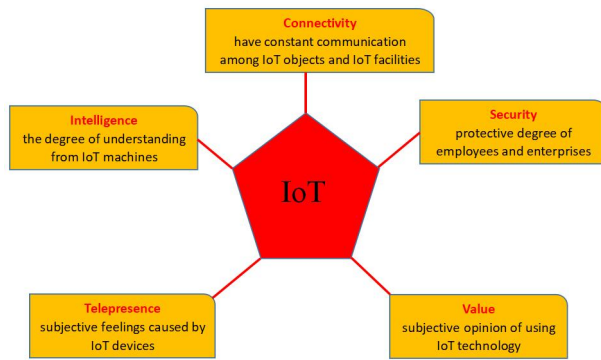 Connectivity
have constant communication
among IoT objects and IoT facilities
Intelligence
the degree of understanding
from IoT machines
Security
protective degree of
employees and enterprises
IoT
Telepresence
subjective feelings caused by
IoT devices
Value
subjective opinion of using
IoT technology